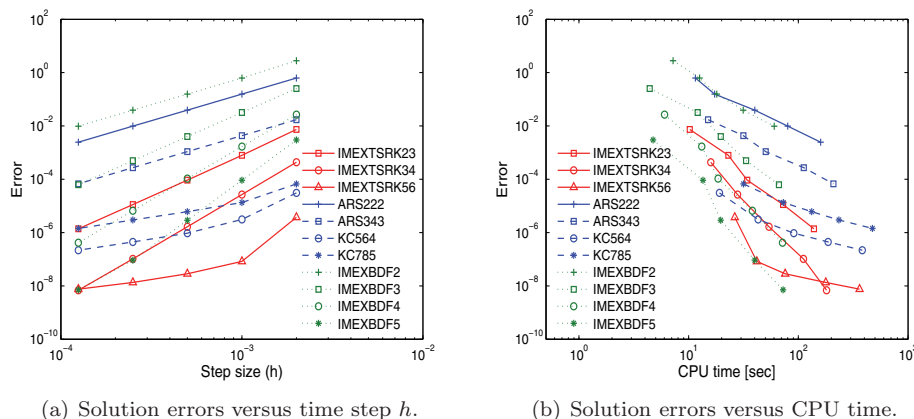 10^2
10^0
10^-2
10^-4
10^-6
10^-8
10^-10
Error
10^-4
10^-3
10^-2
Step size (h)
IMEXTSRK23
IMEXTSRK34
IMEXTSRK56
ARS222
ARS343
KC564
KC785
IMEXBDF2
IMEXBDF3
IMEXBDF4
IMEXBDF5
(a) Solution errors versus time step h.
10^2
10^0
10^-2
10^-4
10^-6
10^-8
10^-10
Error
10^0
10^1
10^2
10^3
CPU time [sec]
IMEXTSRK23
IMEXTSRK34
IMEXTSRK56
ARS222
ARS343
KC564
KC785
IMEXBDF2
IMEXBDF3
IMEXBDF4
IMEXBDF5
(b) Solution errors versus CPU time.